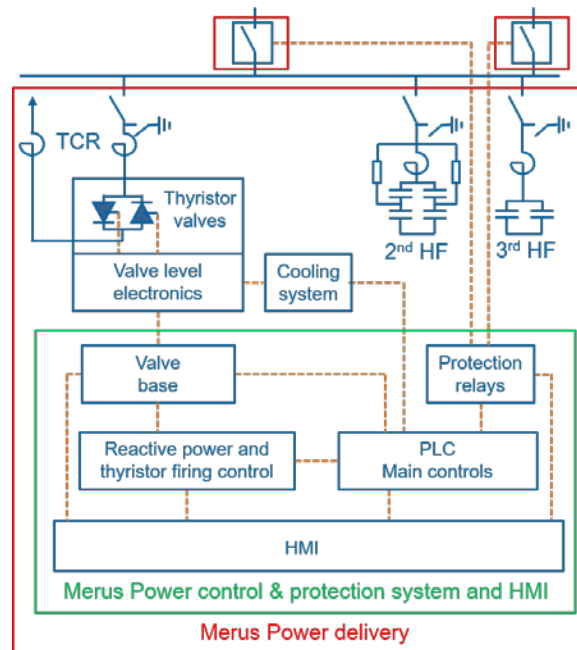 TCR
Thyristor
valves
2nd HF
3rd HF
Valve level
electronics
Cooling
system
Valve
base
Protection
relays
Reactive power and
thyristor firing control
PLC
Main controls
HMI
Merus Power control & protection system and HMI
Merus Power delivery